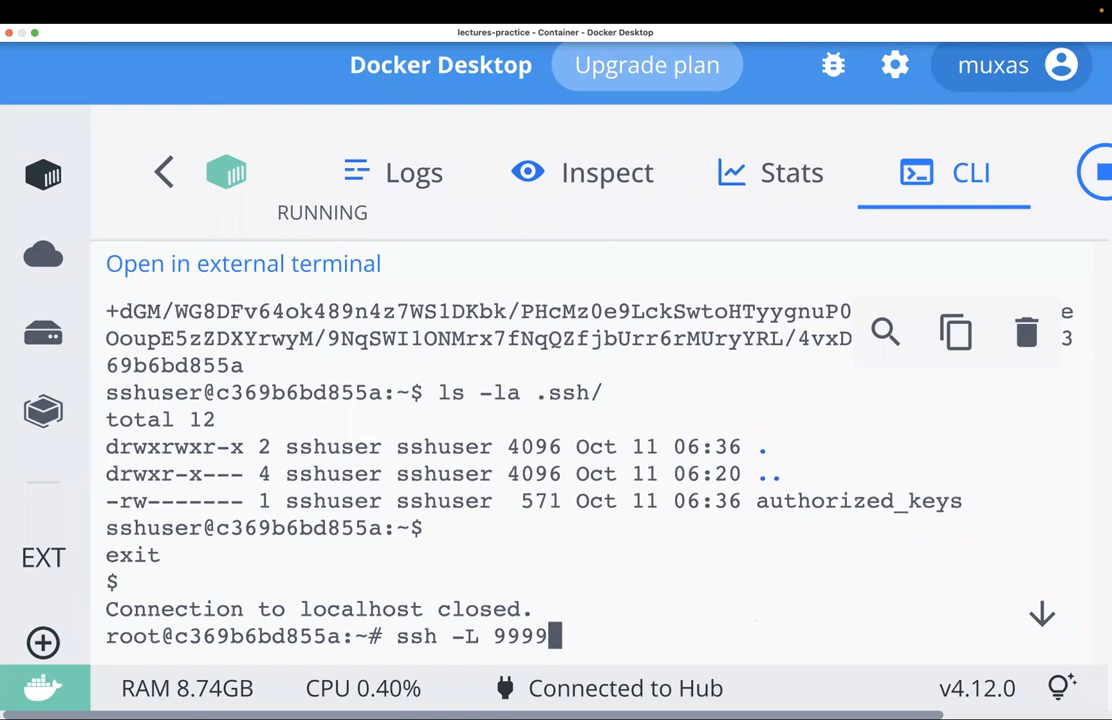 lectures-practice - Container - Docker Desktop
Docker Desktop Upgrade plan muxas
Logs Inspect Stats CLI
RUNNING
Open in external terminal
+dGM/WG8DFv64ok489n4z7WS1DKbk/PHcMz0e9LckSwtoHTyygnuP0 e
OoupE5zZDXYrwyM/9NqSWI1ONMrx7fNqQZfjbUrr6rMUryYRL/4vxD 3
69b6bd855a
sshuser@c369b6bd855a:~$ ls -la .ssh/
total 12
drwxrwxr-x 2 sshuser sshuser 4096 Oct 11 06:36 .
drwxr-x--- 4 sshuser sshuser 4096 Oct 11 06:20 ..
-rw------- 1 sshuser sshuser 571 Oct 11 06:36 authorized_keys
sshuser@c369b6bd855a:~$
exit
$
Connection to localhost closed.
root@c369b6bd855a:~# ssh -L 9999
EXT
RAM 8.74GB CPU 0.40% Connected to Hub v4.12.0